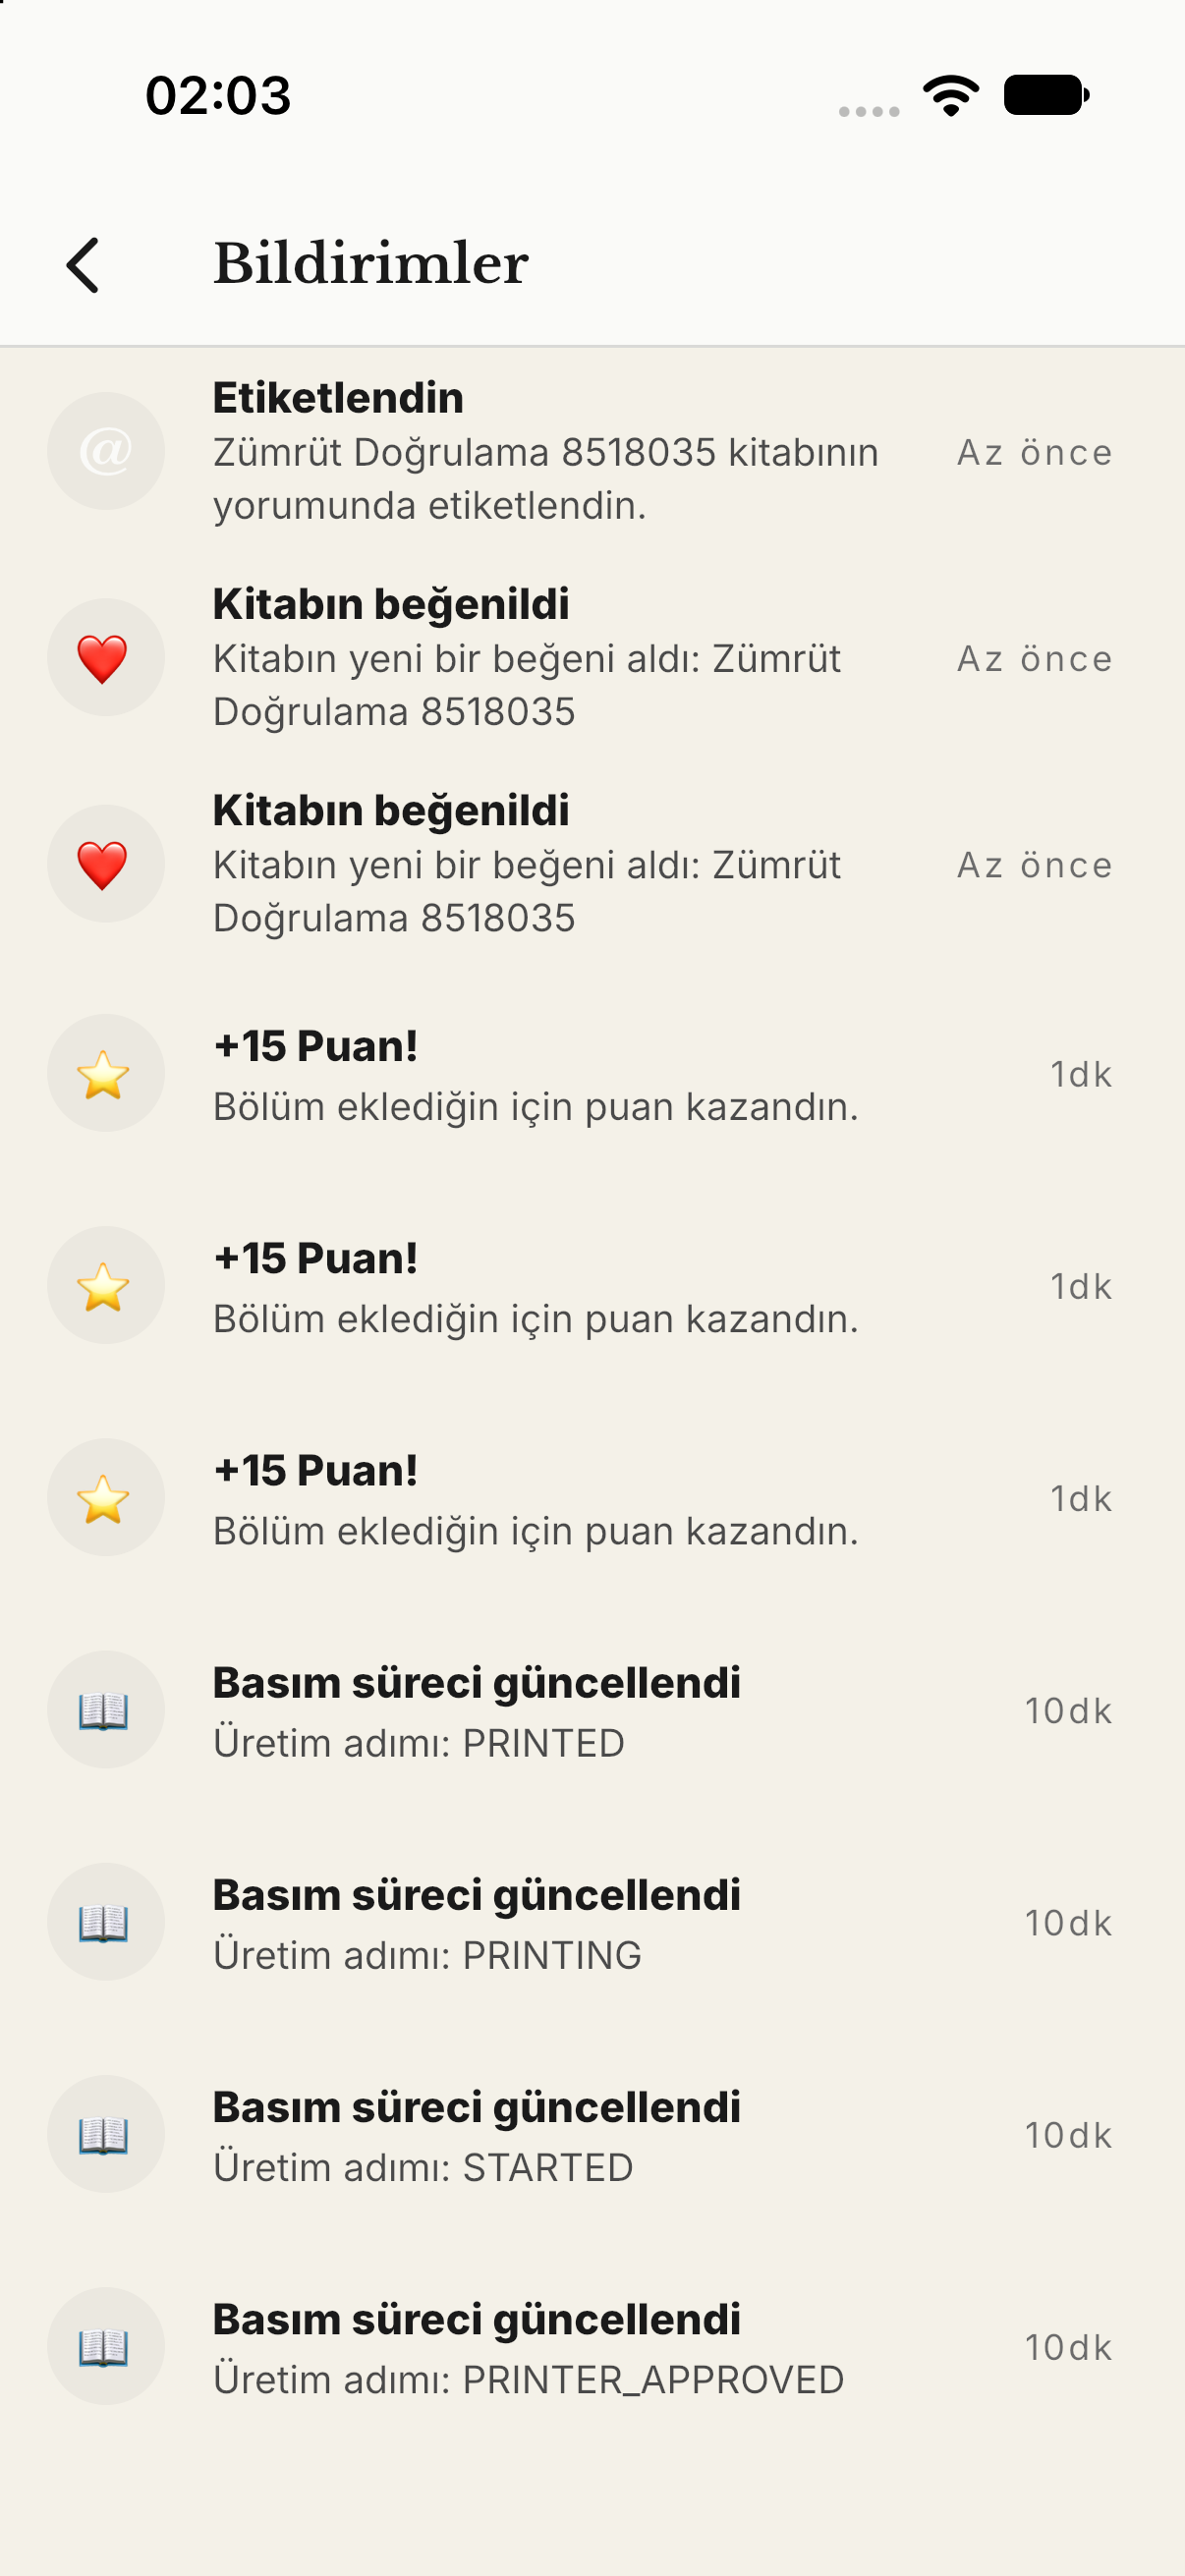 02:03
Bildirimler
@
Etiketlendin
Zümrüt Doğrulama 8518035 kitabının
yorumunda etiketlendin.
Az önce
Kitabın beğenildi
Kitabın yeni bir beğeni aldı: Zümrüt
Doğrulama 8518035
Az önce
Kitabın beğenildi
Kitabın yeni bir beğeni aldı: Zümrüt
Doğrulama 8518035
Az önce
+15 Puan!
Bölüm eklediğin için puan kazandın.
1dk
+15 Puan!
Bölüm eklediğin için puan kazandın.
1dk
+15 Puan!
Bölüm eklediğin için puan kazandın.
1dk
Basım süreci güncellendi
Üretim adımı: PRINTED
10dk
Basım süreci güncellendi
Üretim adımı: PRINTING
10dk
Basım süreci güncellendi
Üretim adımı: STARTED
10dk
Basım süreci güncellendi
Üretim adımı: PRINTER_APPROVED
10dk